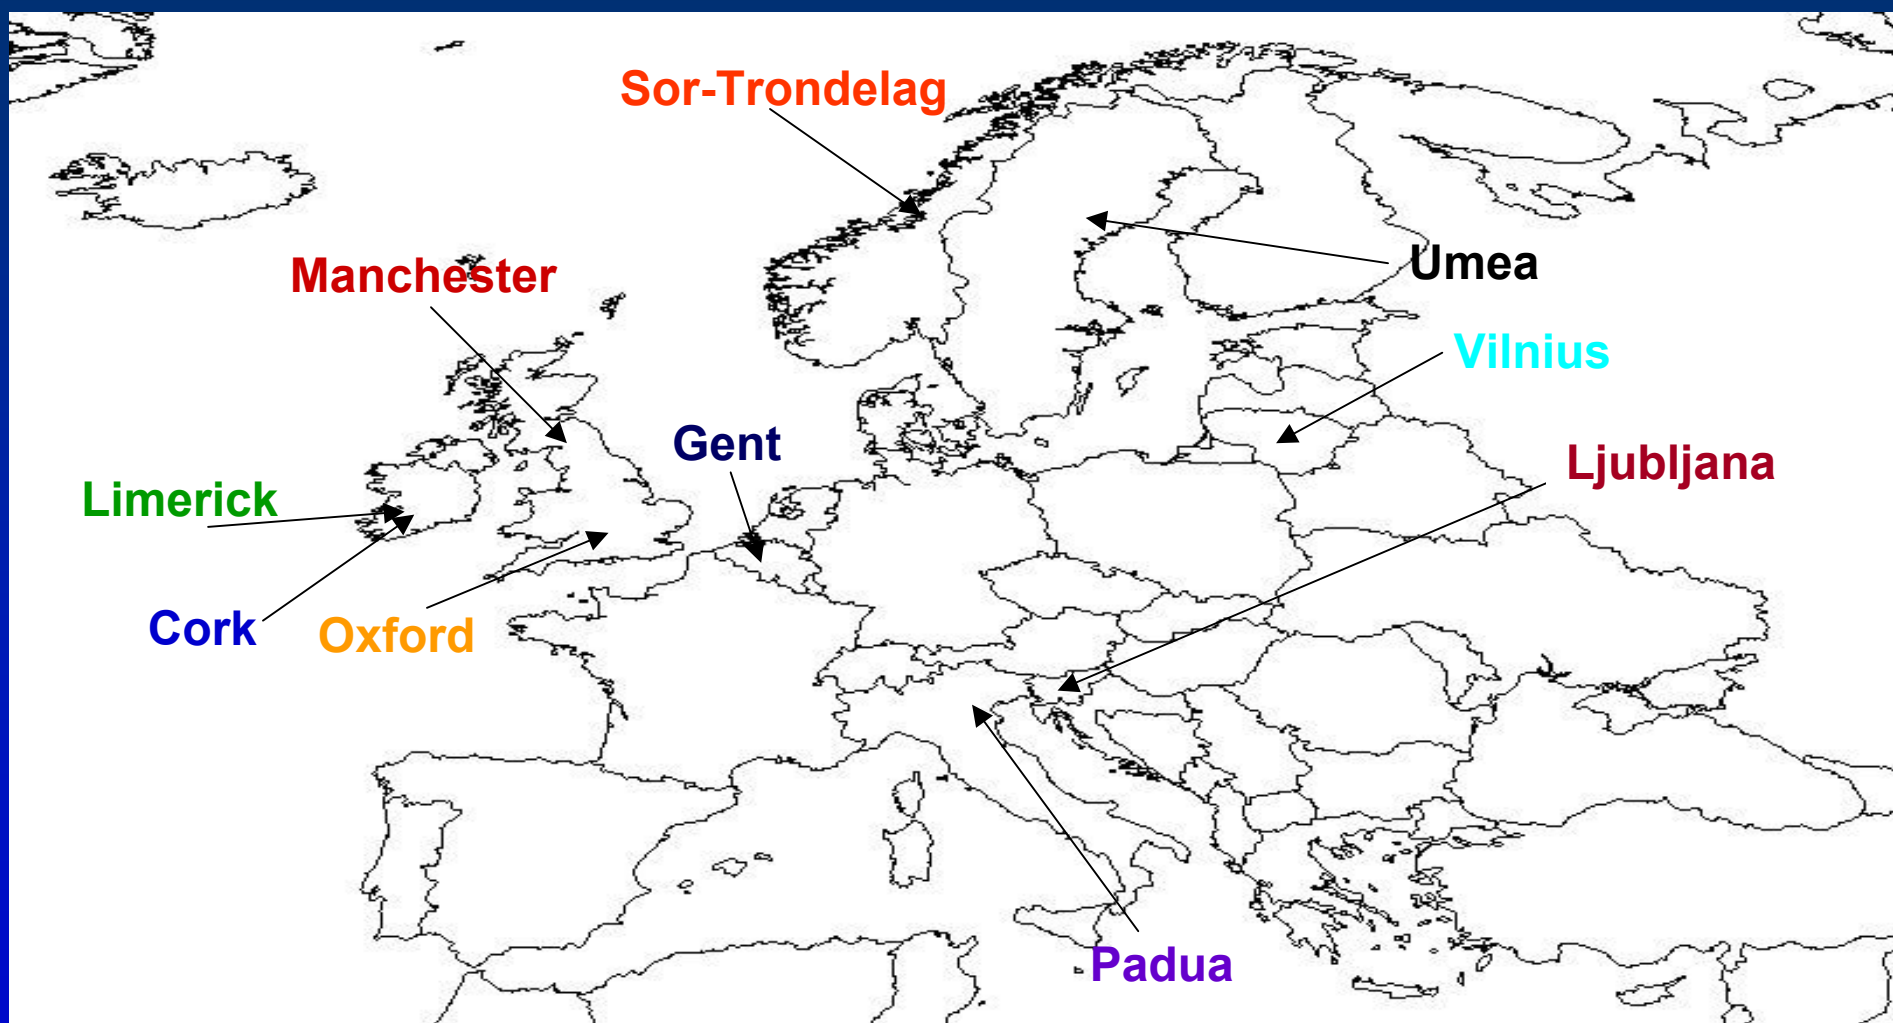 Sor-Trondelag
Manchester
Umea
Vilnius
Gent
Ljubljana
Limerick
Cork
Oxford
Padua